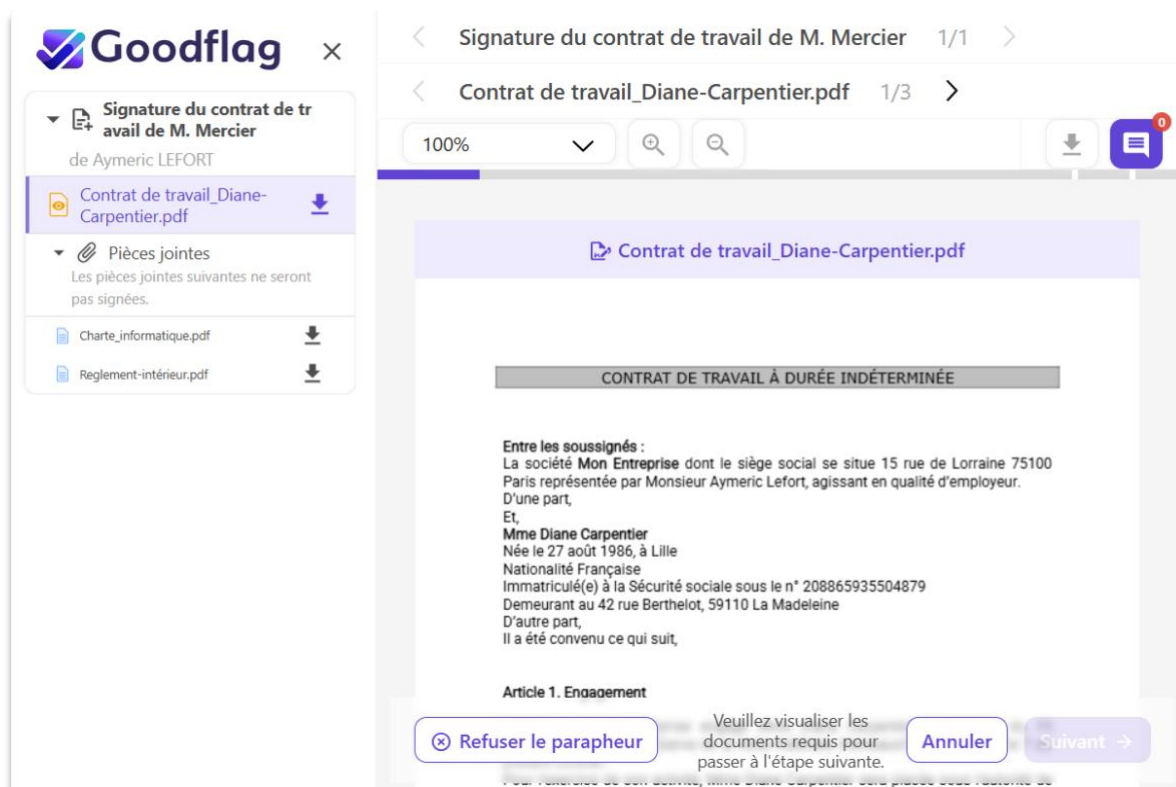 Goodflag
Signature du contrat de tr
avail de M. Mercier
de Aymeric LEFORT
Contrat de travail_Diane-
Carpentier.pdf
Pièces jointes
Les pièces jointes suivantes ne seront
pas signées.
Charte_informatique.pdf
Reglement-intérieur.pdf
Signature du contrat de travail de M. Mercier 1/1
Contrat de travail_Diane-Carpentier.pdf 1/3
100%
0
Contrat de travail_Diane-Carpentier.pdf
CONTRAT DE TRAVAIL À DURÉE INDÉTERMINÉE
Entre les soussignés :
La société Mon Entreprise dont le siège social se situe 15 rue de Lorraine 75100
Paris représentée par Monsieur Aymeric Lefort, agissant en qualité d'employeur.
D'une part,
Et,
Mme Diane Carpentier
Née le 27 août 1986, à Lille
Nationalité Française
Immatriculé(e) à la Sécurité sociale sous le n° 208865935504879
Demeurant au 42 rue Berthelot, 59110 La Madeleine
D'autre part,
Il a été convenu ce qui suit,
Article 1. Engagement
Refuser le parapheur
Veuillez visualiser les
documents requis pour
passer à l'étape suivante.
Annuler
Suivant